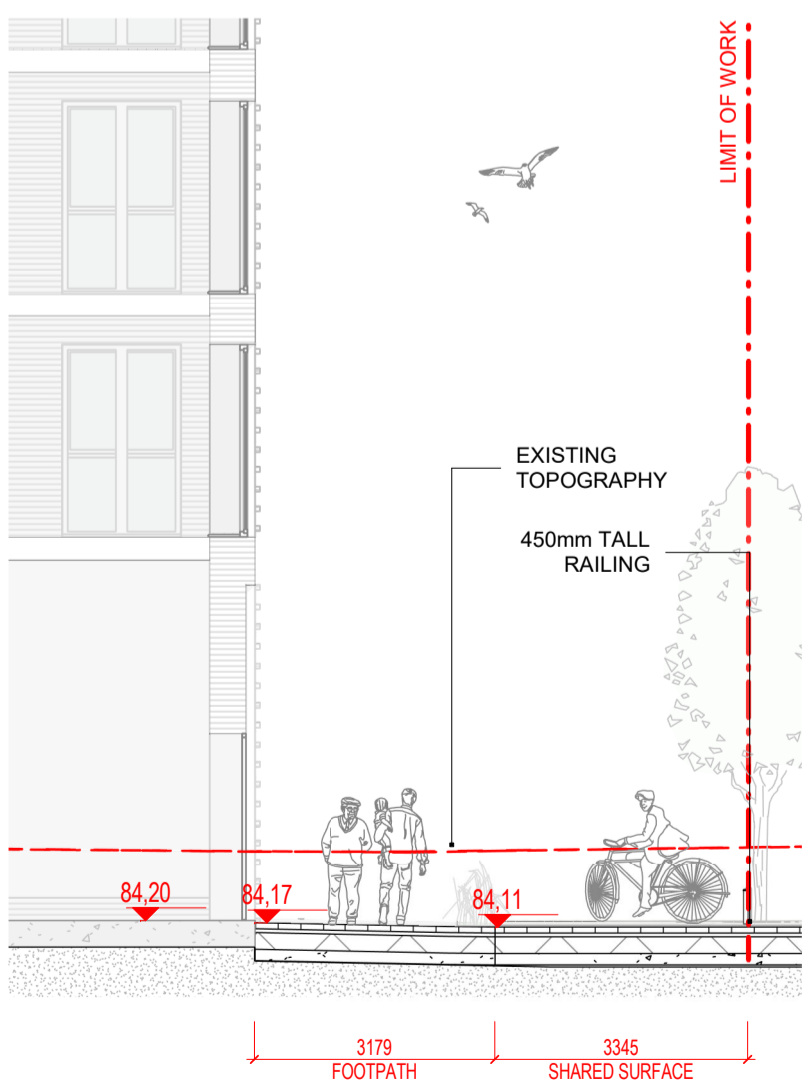 LIMIT OF WORK
EXISTING
TOPOGRAPHY
450mm TALL
RAILING
84,20
84,17
84,11
3179
3345
FOOTPATH
SHARED SURFACE